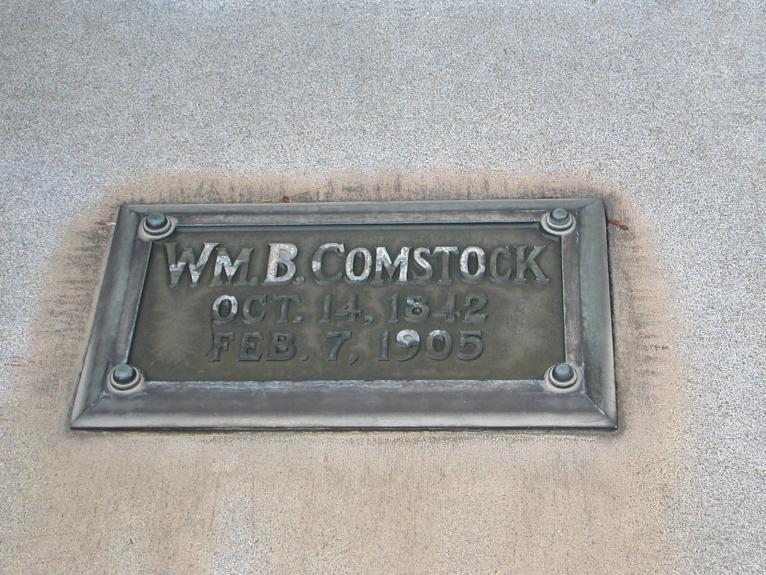 WM. B. COMSTOCK
OCT. 14, 1842
FEB. 7, 1905